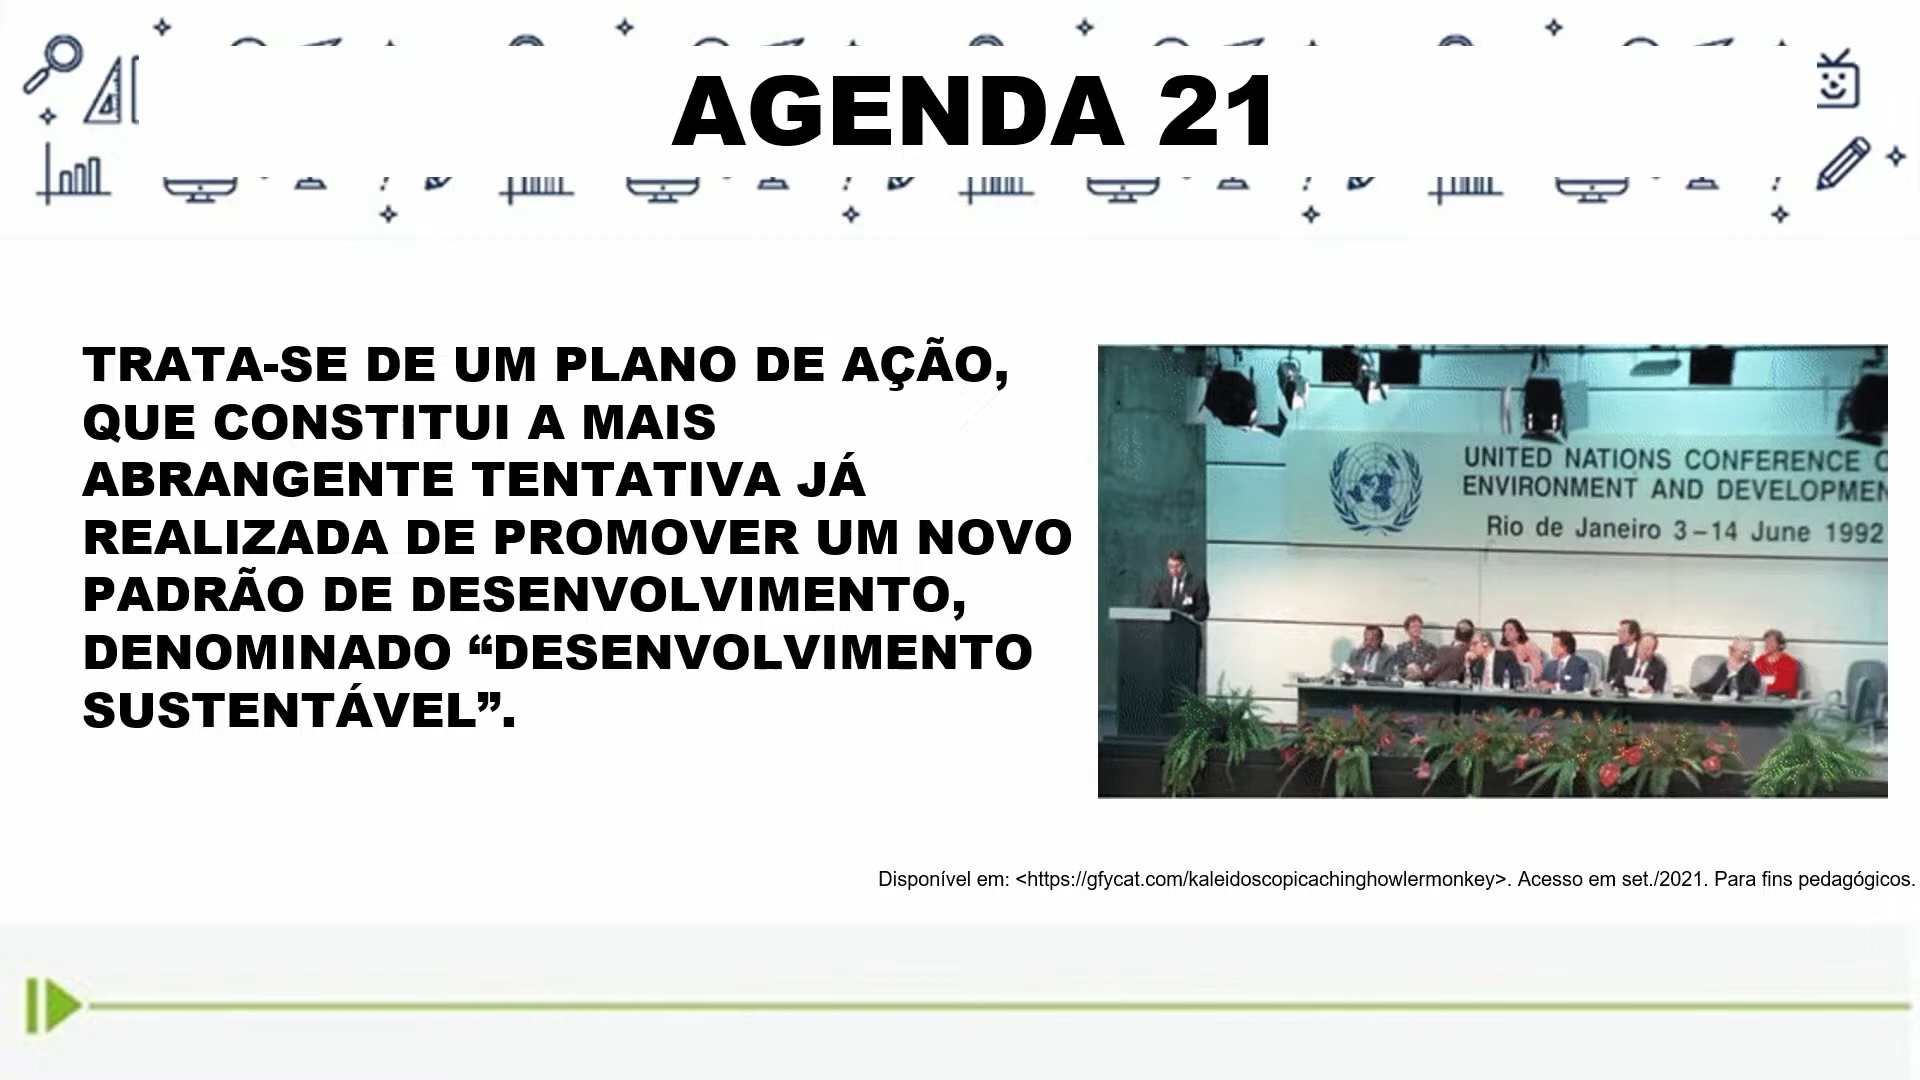 AGENDA 21
TRATA-SE DE UM PLANO DE AÇÃO,
QUE CONSTITUI A MAIS
ABRANGENTE TENTATIVA JÁ
REALIZADA DE PROMOVER UM NOVO
PADRÃO DE DESENVOLVIMENTO,
DENOMINADO “DESENVOLVIMENTO
SUSTENTÁVEL”.
UNITED NATIONS CONFERENCE
ENVIRONMENT AND DEVELOPMEN
Rio de Janeiro 3–14 June 1992
Disponível em: <https://gfycat.com/kaleidoscopicachinghowlermonkey>. Acesso em set./2021. Para fins pedagógicos.